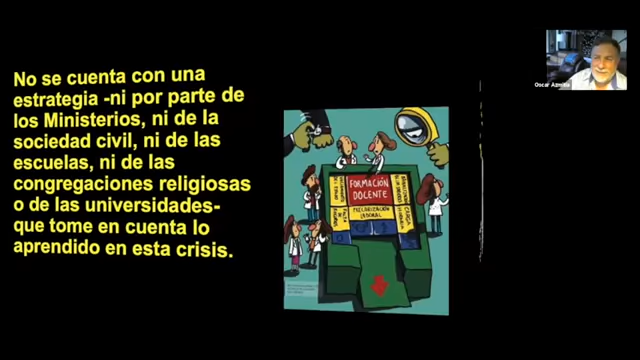 No se cuenta con una
estrategia -ni por parte de
los Ministerios, ni de la
sociedad civil, ni de las
escuelas, ni de las
congregaciones religiosas
o de las universidades-
que tome en cuenta lo
aprendido en esta crisis.
FORMACIÓN
DOCENTE
PRECARIZACIÓN
LABORAL
Oscar